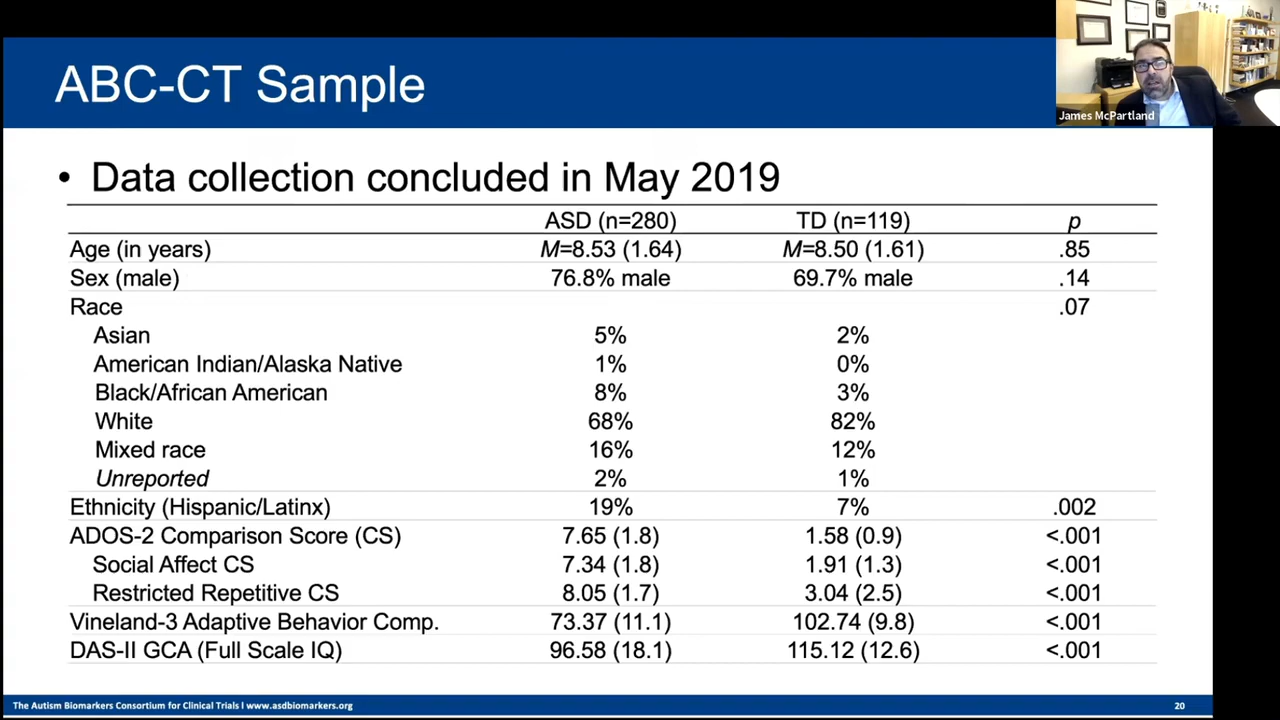 ABC-CT Sample
James McPartland
• Data collection concluded in May 2019
ASD (n=280) TD (n=119) p
Age (in years) M=8.53 (1.64) M=8.50 (1.61) .85
Sex (male) 76.8% male 69.7% male .14
Race .07
Asian 5% 2%
American Indian/Alaska Native 1% 0%
Black/African American 8% 3%
White 68% 82%
Mixed race 16% 12%
Unreported 2% 1%
Ethnicity (Hispanic/Latinx) 19% 7% .002
ADOS-2 Comparison Score (CS) 7.65 (1.8) 1.58 (0.9) <.001
Social Affect CS 7.34 (1.8) 1.91 (1.3) <.001
Restricted Repetitive CS 8.05 (1.7) 3.04 (2.5) <.001
Vineland-3 Adaptive Behavior Comp. 73.37 (11.1) 102.74 (9.8) <.001
DAS-II GCA (Full Scale IQ) 96.58 (18.1) 115.12 (12.6) <.001
The Autism Biomarkers Consortium for Clinical Trials I www.asdbiomarkers.org 20